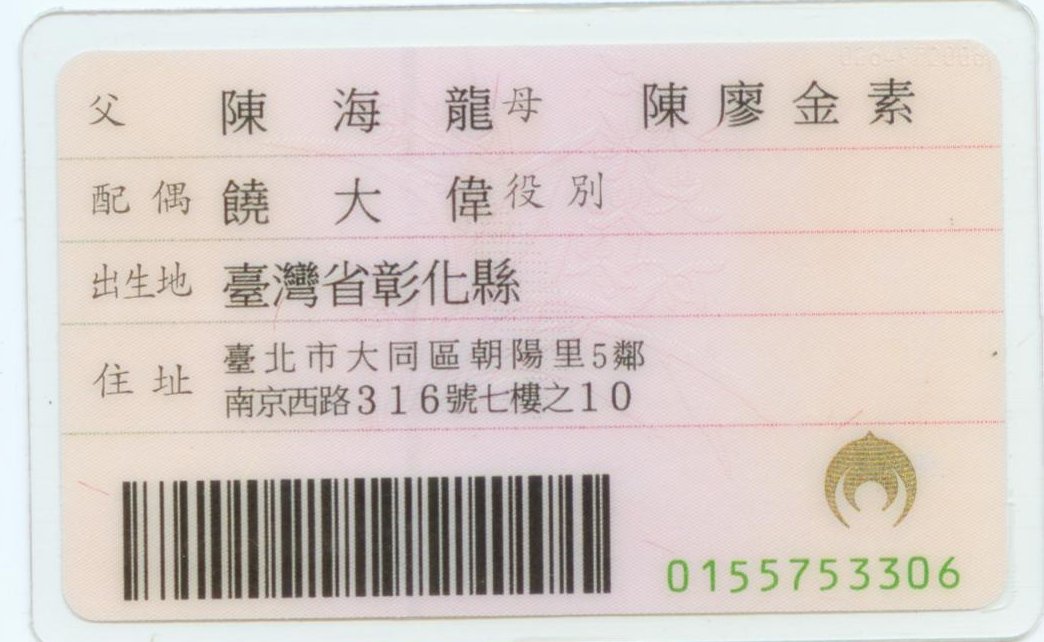 父 陳海龍 母 陳廖金素
配偶 饒大偉 役別
出生地 臺灣省彰化縣
住址 臺北市大同區朝陽里5鄰
南京西路316號七樓之10
0155753306